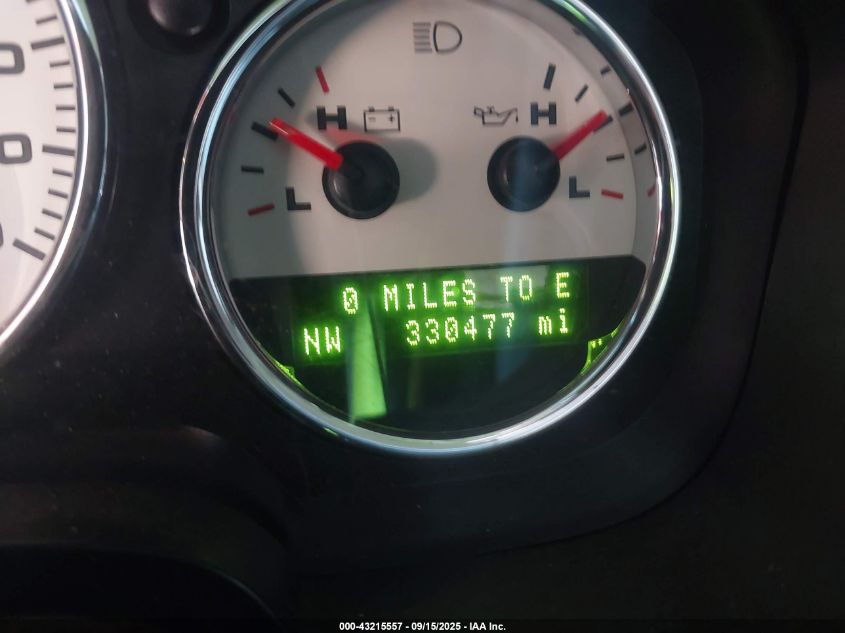 H H
L L
0 MILES TO E
NW 330477 mi
000-43215557 - 09/15/2025 - IAA Inc.